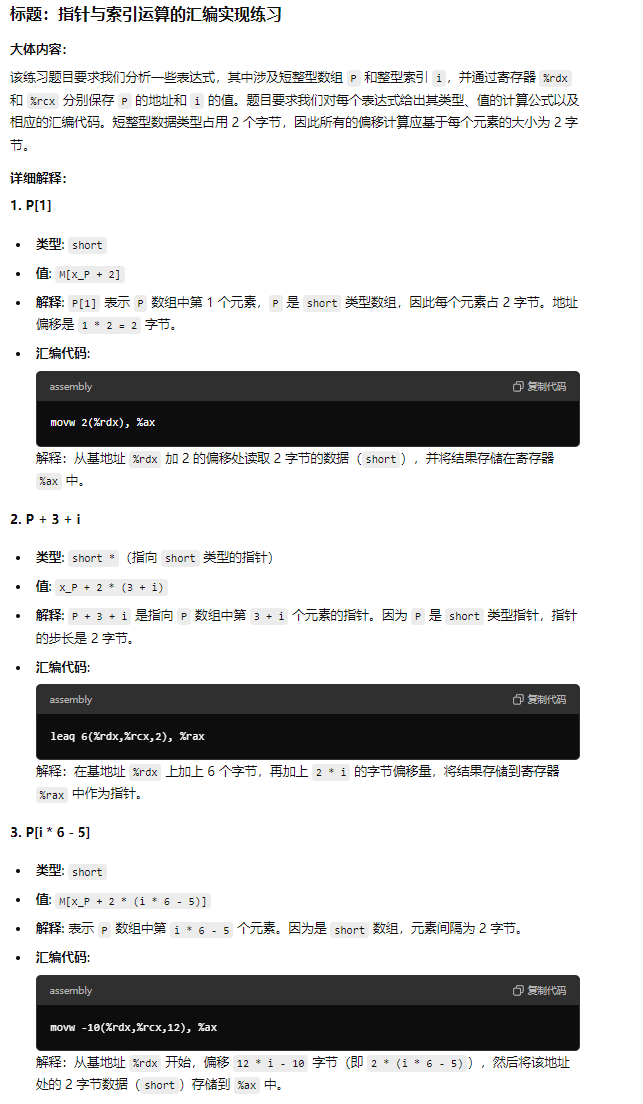 标题：指针与索引运算的汇编实现练习
大体内容：
该练习题目要求我们分析一些表达式，其中涉及短整型数组 P 和整型索引 i，并通过寄存器 %rdx
和 %rcx 分别保存 P 的地址和 i 的值。题目要求我们对每个表达式给出其类型、值的计算公式以及
相应的汇编代码。短整型数据类型占用 2 个字节，因此所有的偏移计算应基于每个元素的大小为 2 字
节。
详细解释：
1. P[1]
• 类型: short
• 值: M[x_P + 2]
• 解释: P[1] 表示 P 数组中第 1 个元素，P 是 short 类型数组，因此每个元素占 2 字节。地址
偏移是 1 * 2 = 2 字节。
• 汇编代码:
assembly 复制代码
movw 2(%rdx), %ax
解释：从基地址 %rdx 加 2 的偏移处读取 2 字节的数据（short），并将结果存储在寄存器
%ax 中。
2. P + 3 + i
• 类型: short *（指向 short 类型的指针）
• 值: x_P + 2 * (3 + i)
• 解释: P + 3 + i 是指向 P 数组中第 3 + i 个元素的指针。因为 P 是 short 类型指针，指针
的步长是 2 字节。
• 汇编代码:
assembly 复制代码
leaq 6(%rdx,%rcx,2), %rax
解释：在基地址 %rdx 上加上 6 个字节，再加上 2 * i 的字节偏移量，将结果存储到寄存器
%rax 中作为指针。
3. P[i * 6 - 5]
• 类型: short
• 值: M[x_P + 2 * (i * 6 - 5)]
• 解释: 表示 P 数组中第 i * 6 - 5 个元素。因为是 short 数组，元素间隔为 2 字节。
• 汇编代码:
assembly 复制代码
movw -10(%rdx,%rcx,12), %ax
解释：从基地址 %rdx 开始，偏移 12 * i - 10 字节（即 2 * (i * 6 - 5)），然后将该地址
处的 2 字节数据（short）存储到 %ax 中。